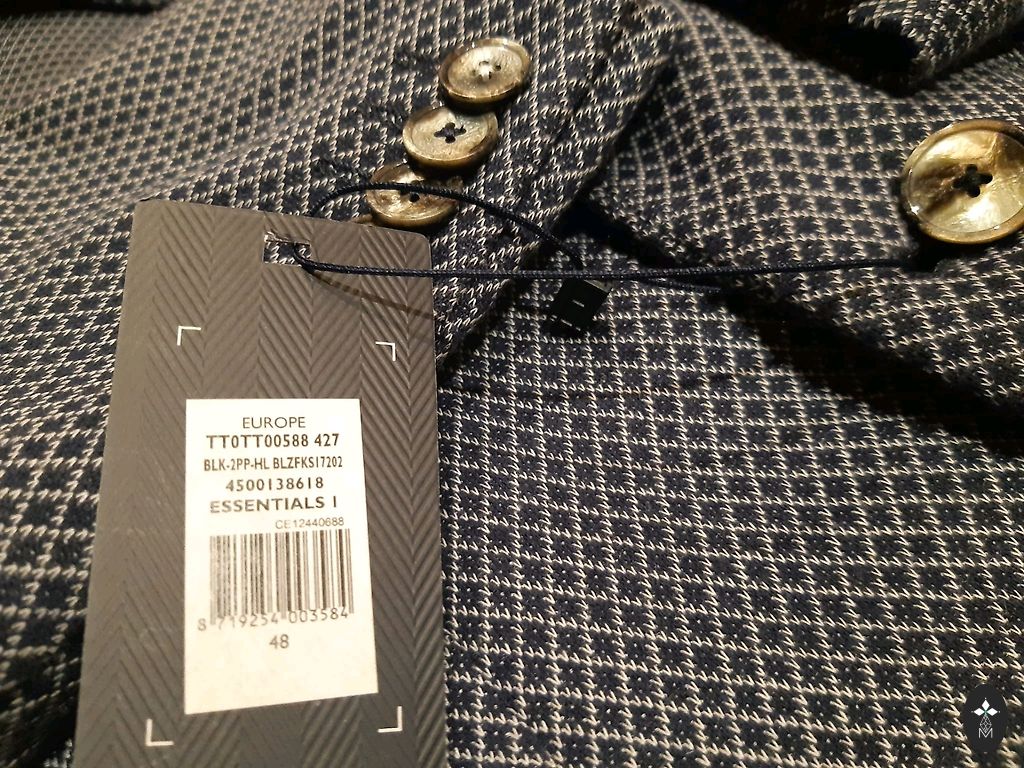 EUROPE
TT0TT00588 427
BLK-2PP-HL BLZFKS17202
4500138618
ESSENTIALS I
CE12440688
8 719254 003584
48
M